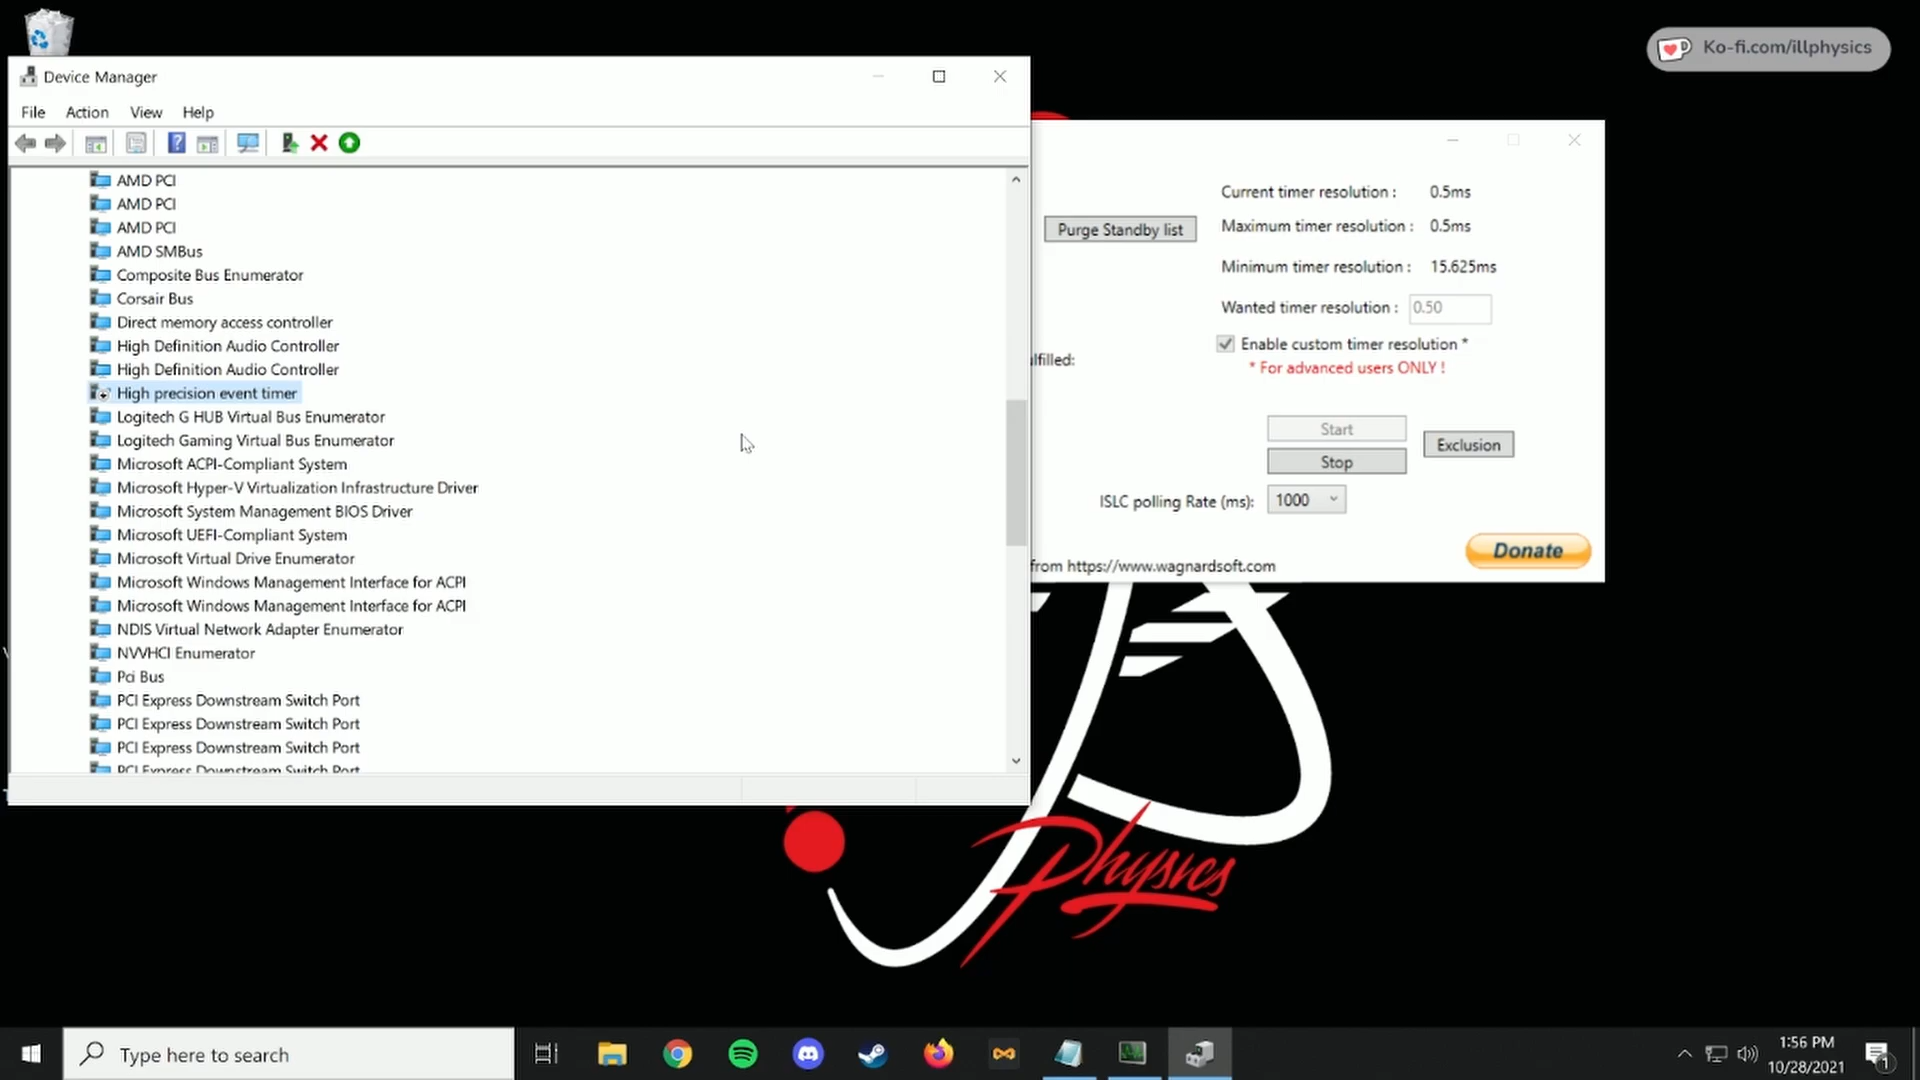 Ko-fi.com/illphysics
Device Manager
File Action View Help
AMD PCI
AMD PCI
AMD PCI
AMD SMBus
Composite Bus Enumerator
Corsair Bus
Direct memory access controller
High Definition Audio Controller
High Definition Audio Controller
High precision event timer
Logitech G HUB Virtual Bus Enumerator
Logitech Gaming Virtual Bus Enumerator
Microsoft ACPI-Compliant System
Microsoft Hyper-V Virtualization Infrastructure Driver
Microsoft System Management BIOS Driver
Microsoft UEFI-Compliant System
Microsoft Virtual Drive Enumerator
Microsoft Windows Management Interface for ACPI
Microsoft Windows Management Interface for ACPI
NDIS Virtual Network Adapter Enumerator
NVVHCI Enumerator
Pci Bus
PCI Express Downstream Switch Port
PCI Express Downstream Switch Port
PCI Express Downstream Switch Port
PCI Express Downstream Switch Port
Purge Standby list
Current timer resolution : 0.5ms
Maximum timer resolution : 0.5ms
Minimum timer resolution : 15.625ms
Wanted timer resolution : 0.50
Enable custom timer resolution *
* For advanced users ONLY !
Start
Stop
Exclusion
ISLC polling Rate (ms): 1000
Donate
from https://www.wagnardsoft.com
Physics
Type here to search
1:56 PM
10/28/2021
1